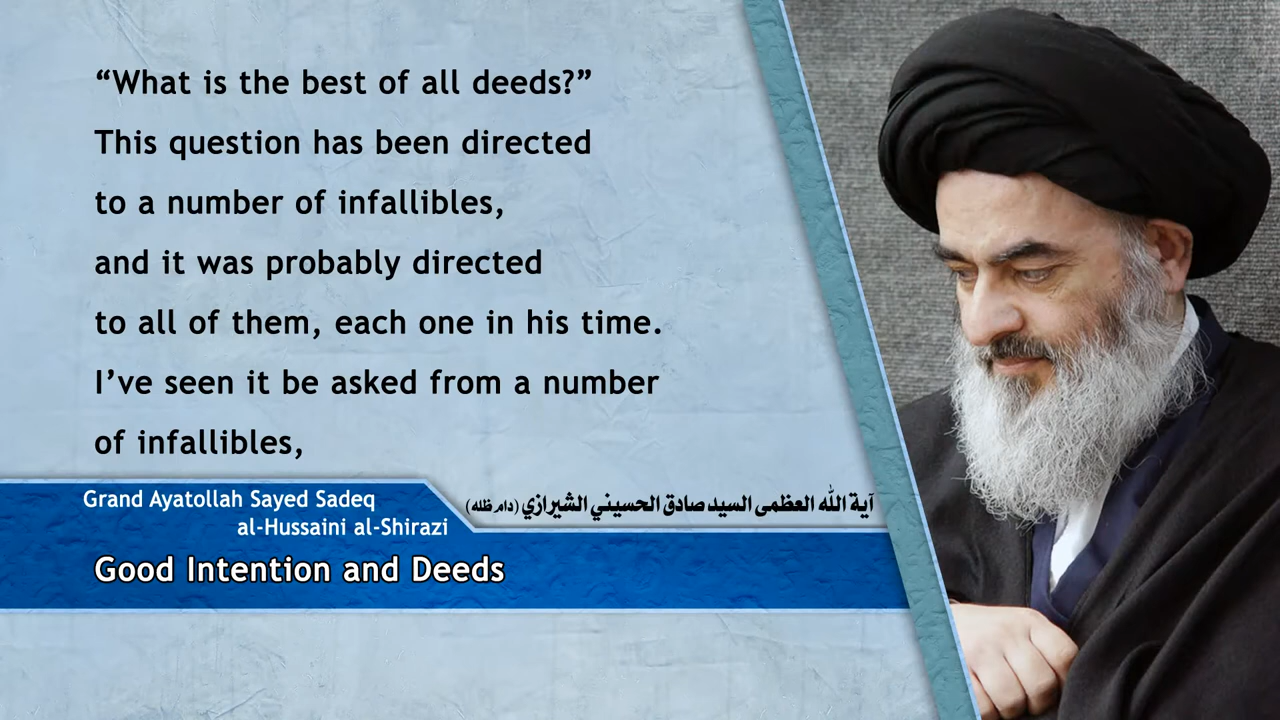 “What is the best of all deeds?”
This question has been directed
to a number of infallibles,
and it was probably directed
to all of them, each one in his time.
I’ve seen it be asked from a number
of infallibles,
Grand Ayatollah Sayed Sadeq
al-Hussaini al-Shirazi
آية الله العظمى السيد صادق الحسيني الشيرازي (دام ظله)
Good Intention and Deeds